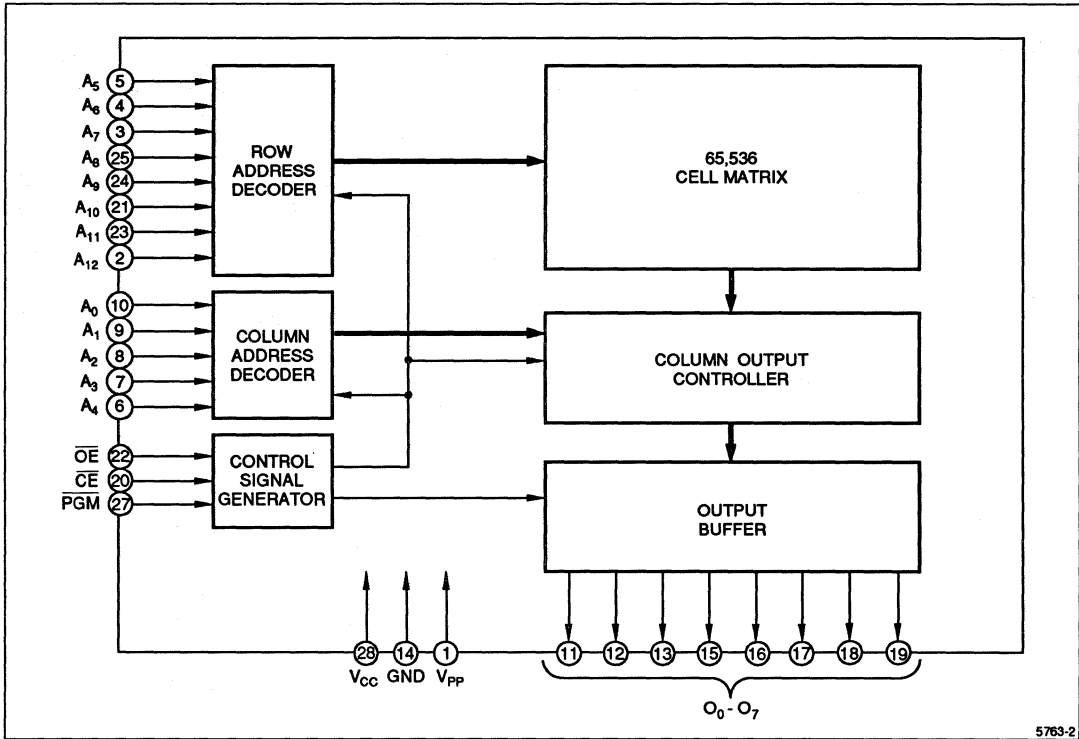 A5 5
A6 4
A7 3
A8 25
A9 24
A10 21
A11 23
A12 2
ROW
ADDRESS
DECODER
65,536
CELL MATRIX
A0 10
A1 9
A2 8
A3 7
A4 6
COLUMN
ADDRESS
DECODER
COLUMN OUTPUT
CONTROLLER
OE 22
CE 20
PGM 27
CONTROL
SIGNAL
GENERATOR
OUTPUT
BUFFER
28 14 1 11 12 13 15 16 17 18 19
VCC GND VPP
O0 - O7
5763-2